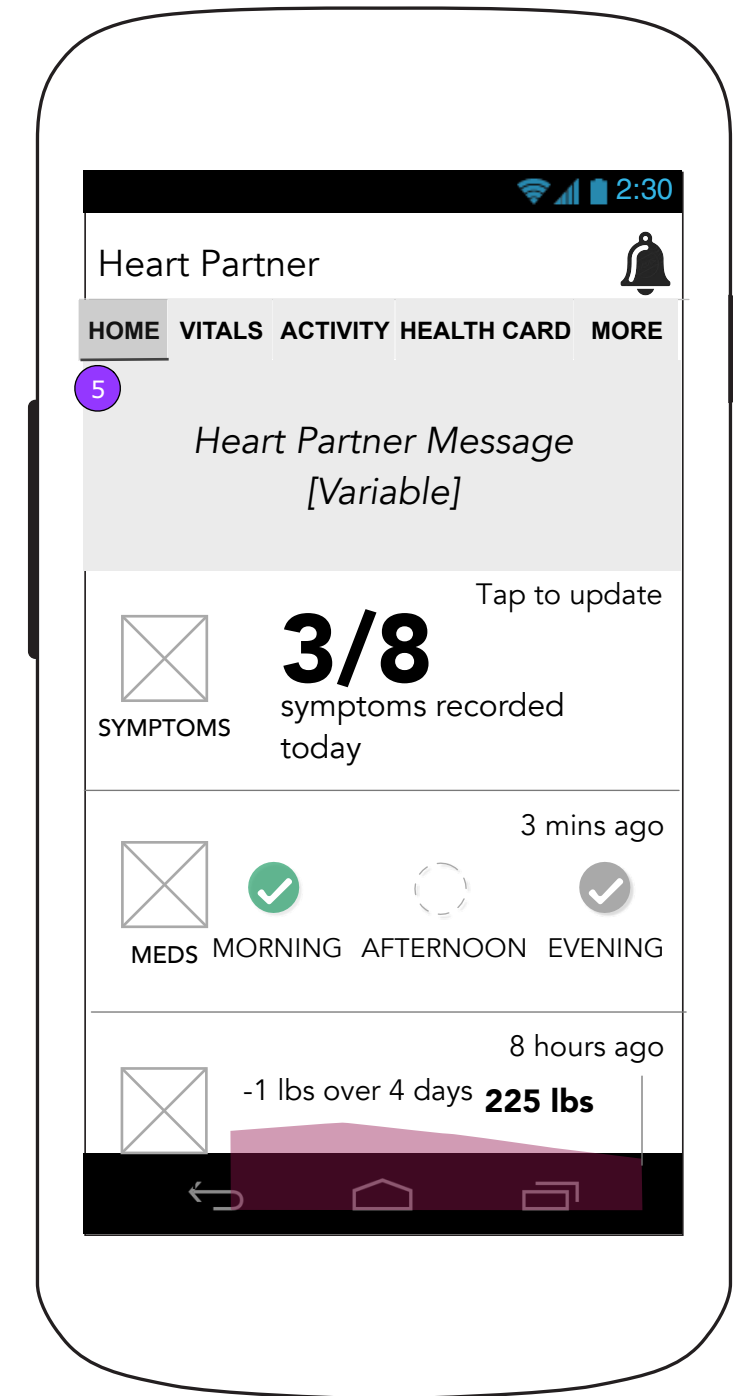 2:30
Heart Partner
HOME VITALS ACTIVITY HEALTH CARD MORE
5
Heart Partner Message
[Variable]
Tap to update
3/8
symptoms recorded
today
SYMPTOMS
3 mins ago
MEDS MORNING AFTERNOON EVENING
8 hours ago
-1 lbs over 4 days 225 lbs